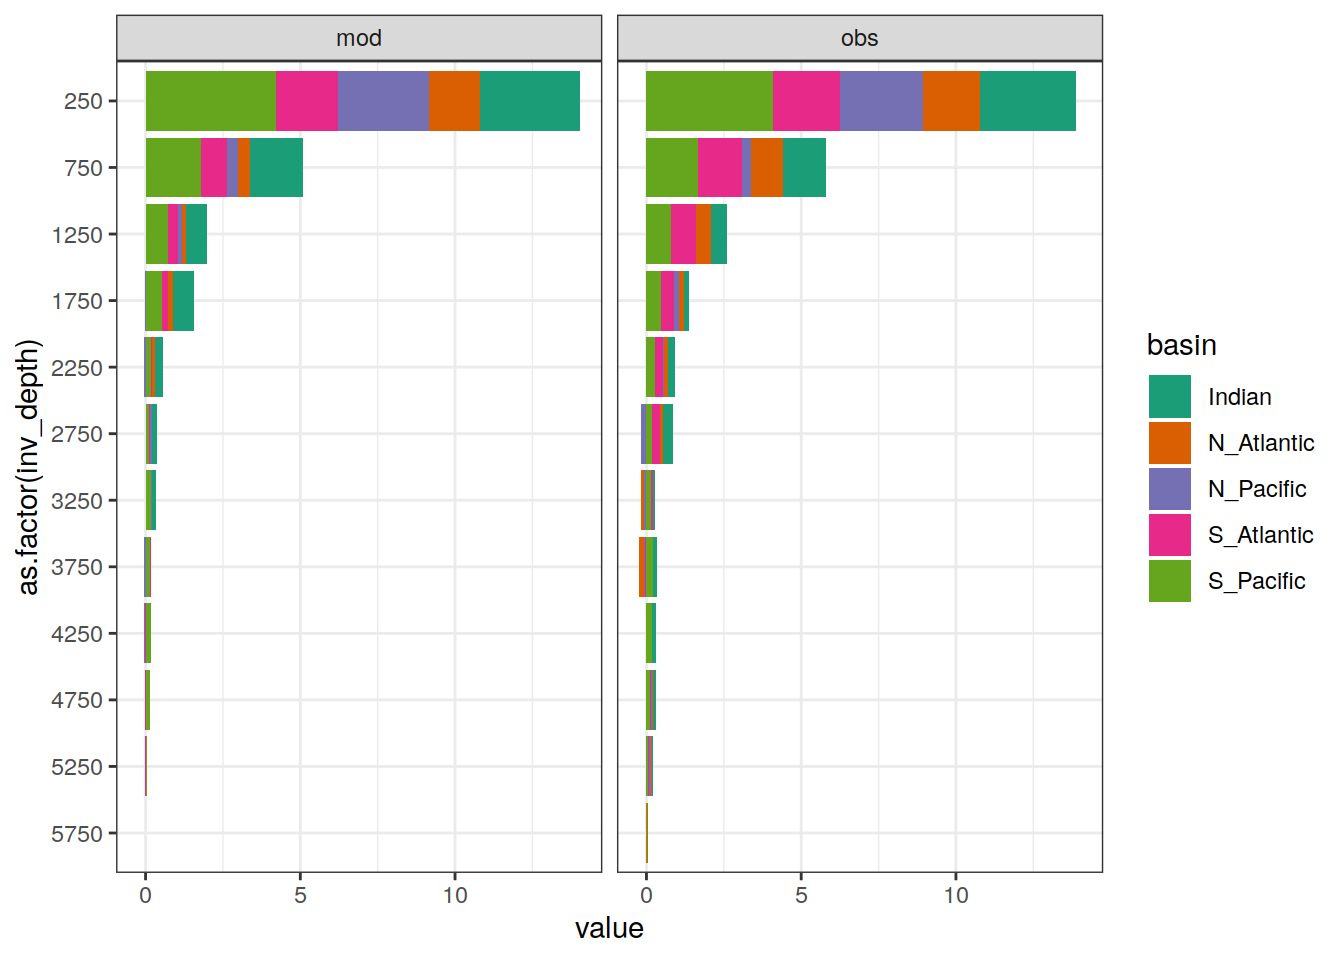 mod
obs
250
750
1250
1750
2250
2750
3250
3750
4250
4750
5250
5750
as.factor(inv_depth)
0 5 10
0 5 10
value
basin
Indian
N_Atlantic
N_Pacific
S_Atlantic
S_Pacific